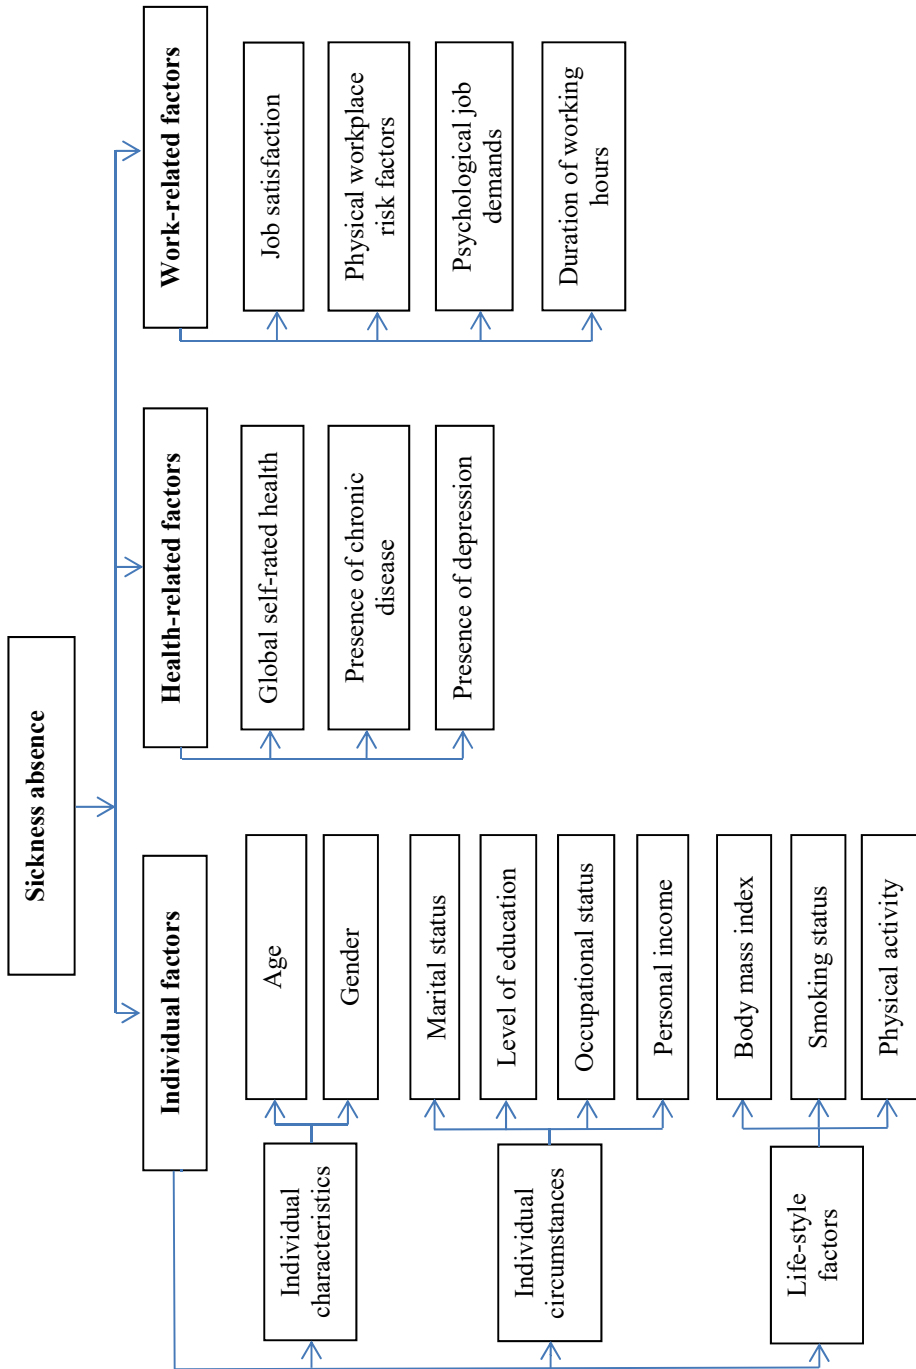 Sickness absence
Individual factors
Individual
characteristics
Age
Gender
Individual
circumstances
Marital status
Level of education
Occupational status
Personal income
Life-style
factors
Body mass index
Smoking status
Physical activity
Health-related factors
Global self-rated health
Presence of chronic
disease
Presence of depression
Work-related factors
Job satisfaction
Physical workplace
risk factors
Psychological job
demands
Duration of working
hours